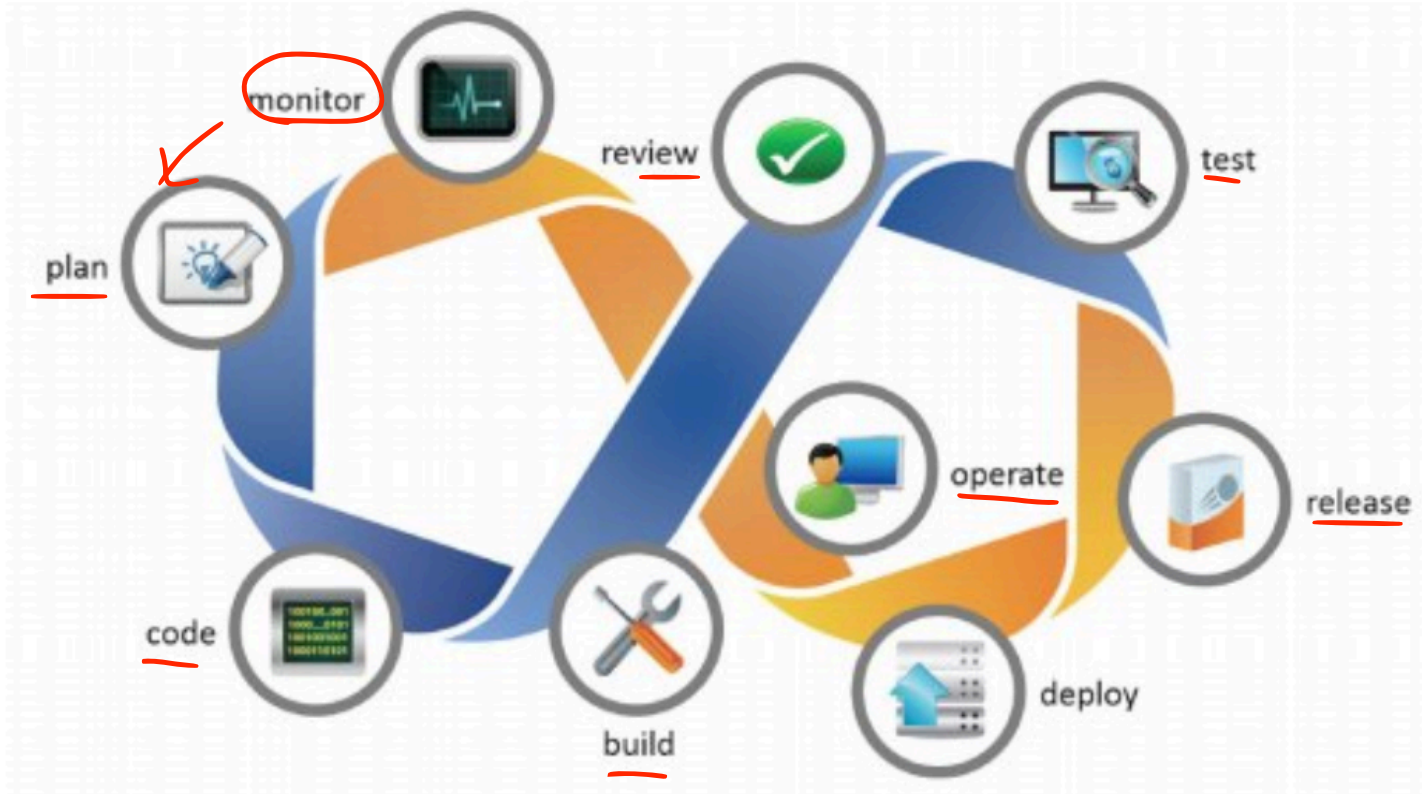 monitor
review
test
plan
operate
release
code
deploy
build